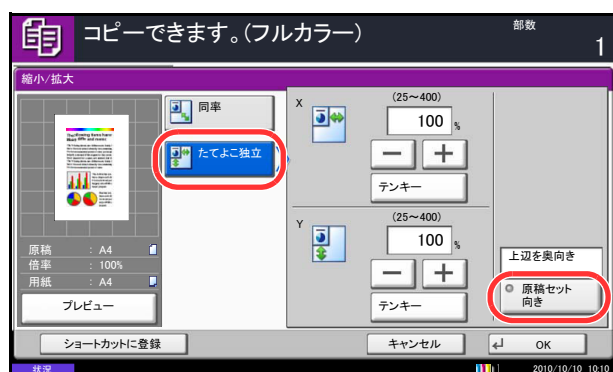 コピーできます。(フルカラー)
部数
1
縮小/拡大
同率
たてよこ独立
X
(25～400)
100 %
テンキー
Y
(25～400)
100 %
テンキー
原稿 : A4
倍率 : 100%
用紙 : A4
プレビュー
上辺を奥向き
原稿セット
向き
ショートカットに登録
キャンセル
OK
状況
2010/10/10 10:10